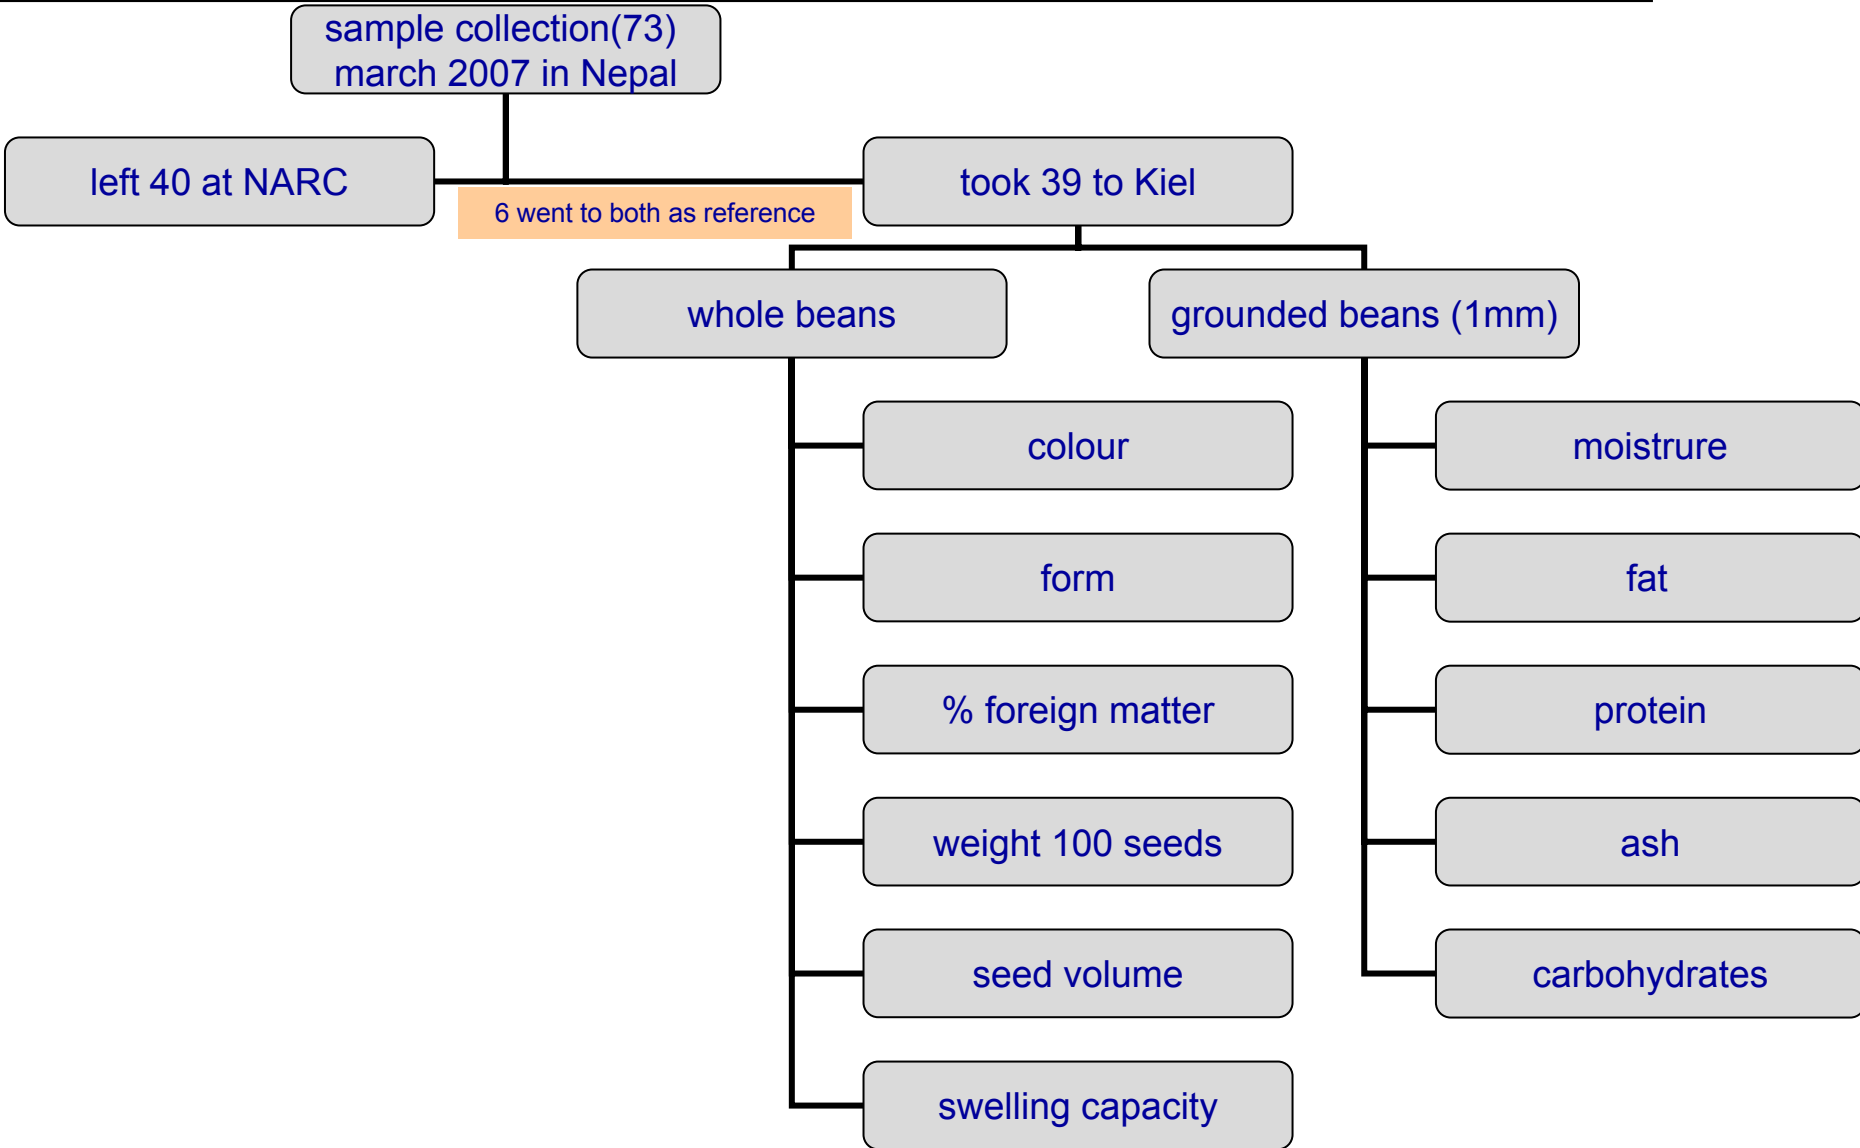 sample collection(73)
march 2007 in Nepal
left 40 at NARC
took 39 to Kiel
6 went to both as reference
whole beans
grounded beans (1mm)
colour
moistrure
form
fat
% foreign matter
protein
weight 100 seeds
ash
seed volume
carbohydrates
swelling capacity